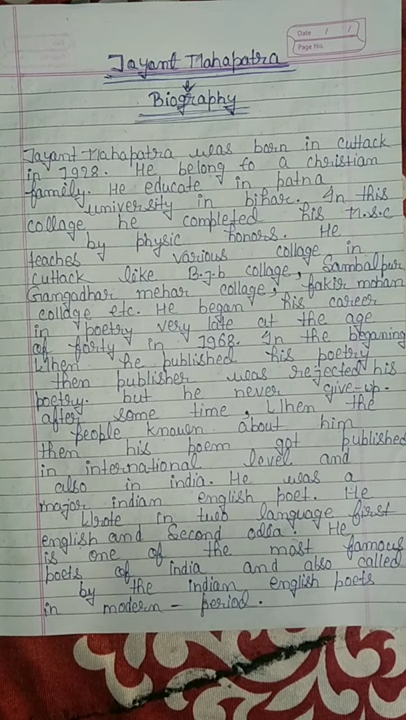 Date / /
Page No.
Jayant Mahapatra
Biography
Jayant Mahapatra was born in cuttack
in 1928. He belong to a christian
family. He educate in patna
university in bihar. In this
collage he completed his M.sc
by physic honors. He
teaches various collage in
cuttack like B-J-b collage, Sambalpur
Gangadhar mehar collage, fakir mohan
collage etc. He began his career
in poetry very late at the age
of forty in 1968. In the begaming
When he published his poetry
then publisher was rejected his
poetry. but he never give-up.
after some time, When the
people knowen about him
then his poem got published
in international level and
also in india. He was a
major indian english poet. He
Wrote in two language first
english and Second odia. He
is one of the most famous
poets of india and also called
by the indian english poets
in modern - period.